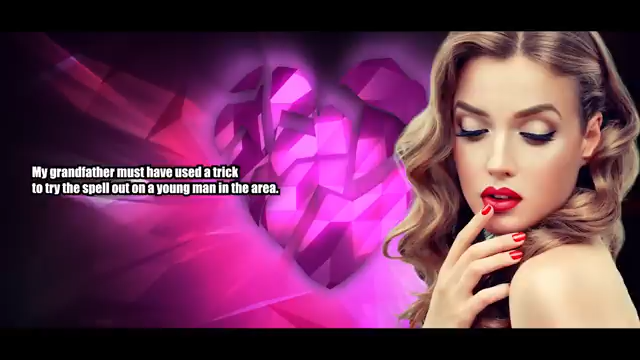 My grandfather must have used a trick
to try the spell out on a young man in the area.